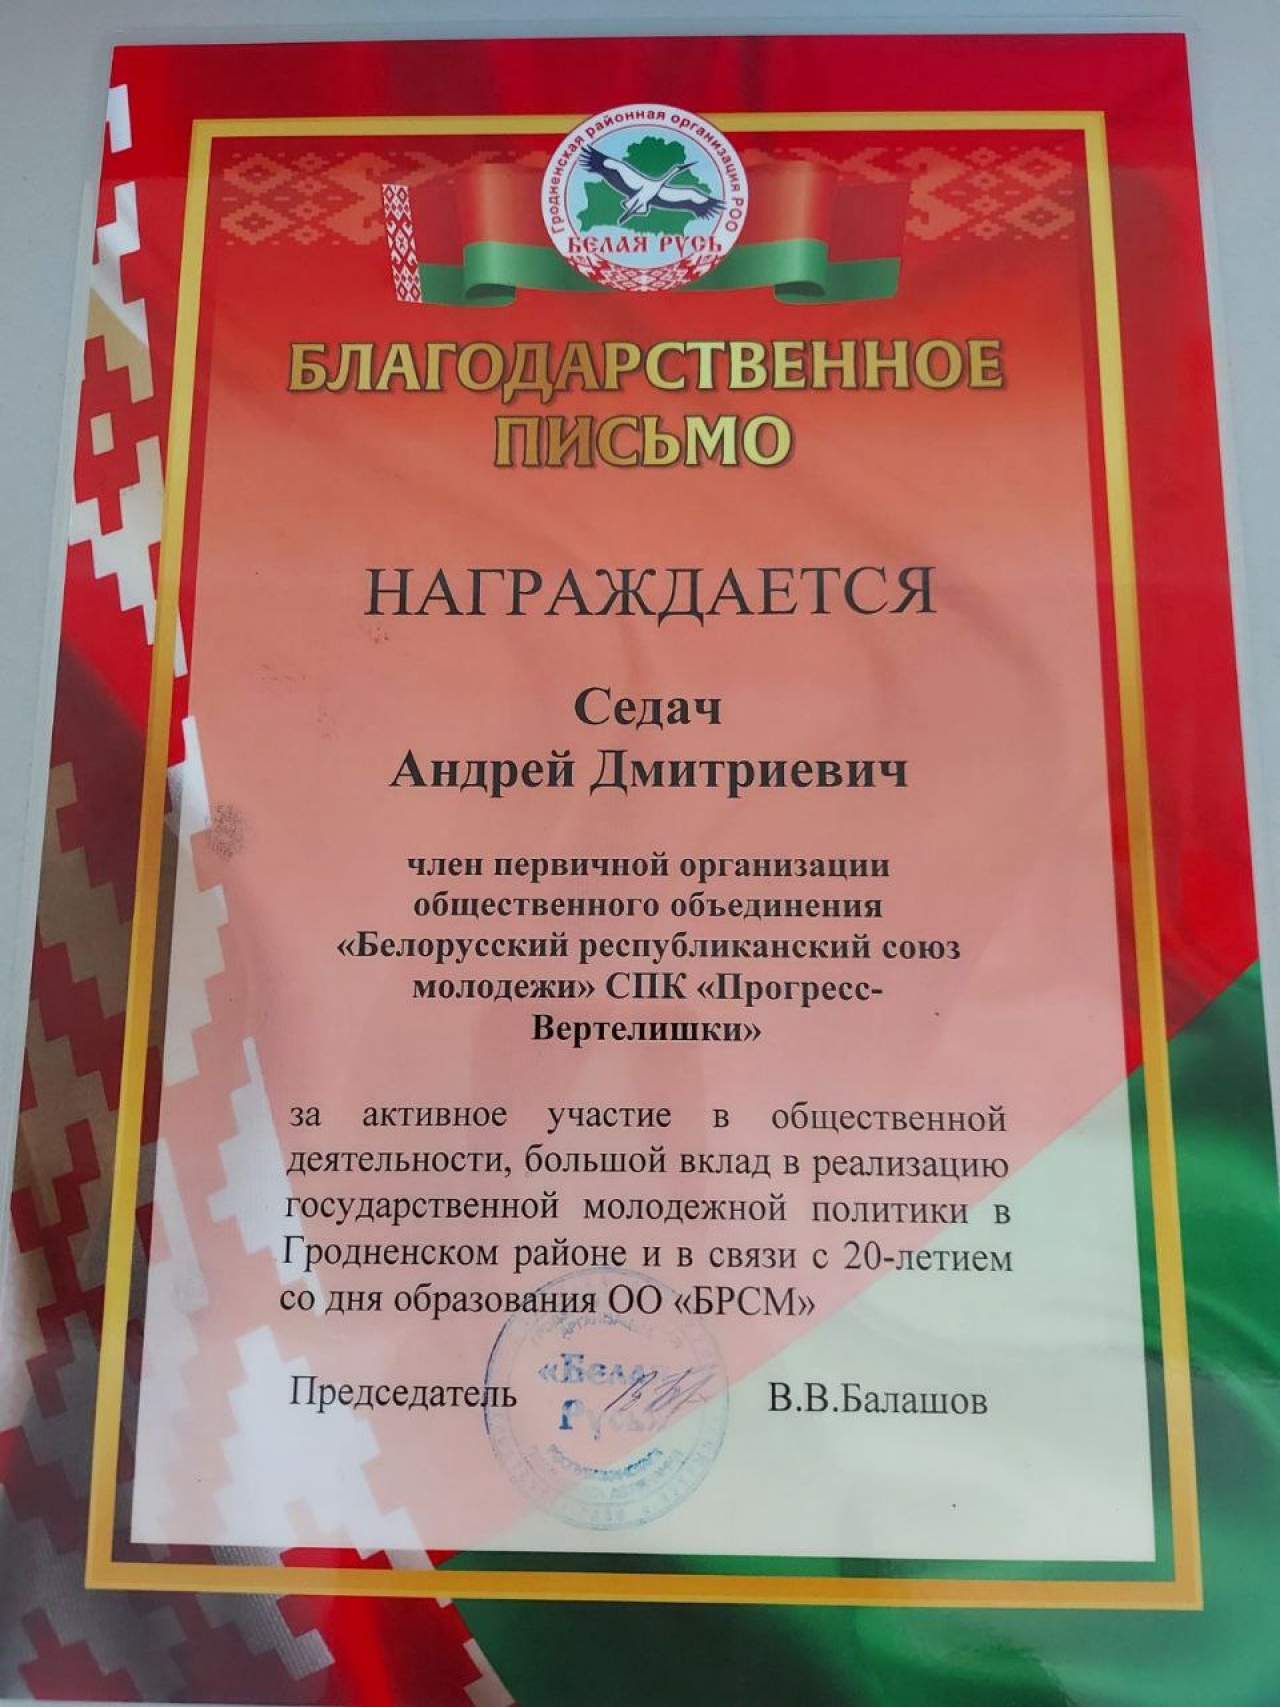 Гродненская районная организация РОО
БЕЛАЯ РУСЬ
БЛАГОДАРСТВЕННОЕ
ПИСЬМО
НАГРАЖДАЕТСЯ
Седач
Андрей Дмитриевич
член первичной организации
общественного объединения
«Белорусский республиканский союз
молодежи» СПК «Прогресс-
Вертелишки»
за активное участие в общественной
деятельности, большой вклад в реализацию
государственной молодежной политики в
Гродненском районе и в связи с 20-летием
со дня образования ОО «БРСМ»
Председатель В.В.Балашов
«Белая
Русь»